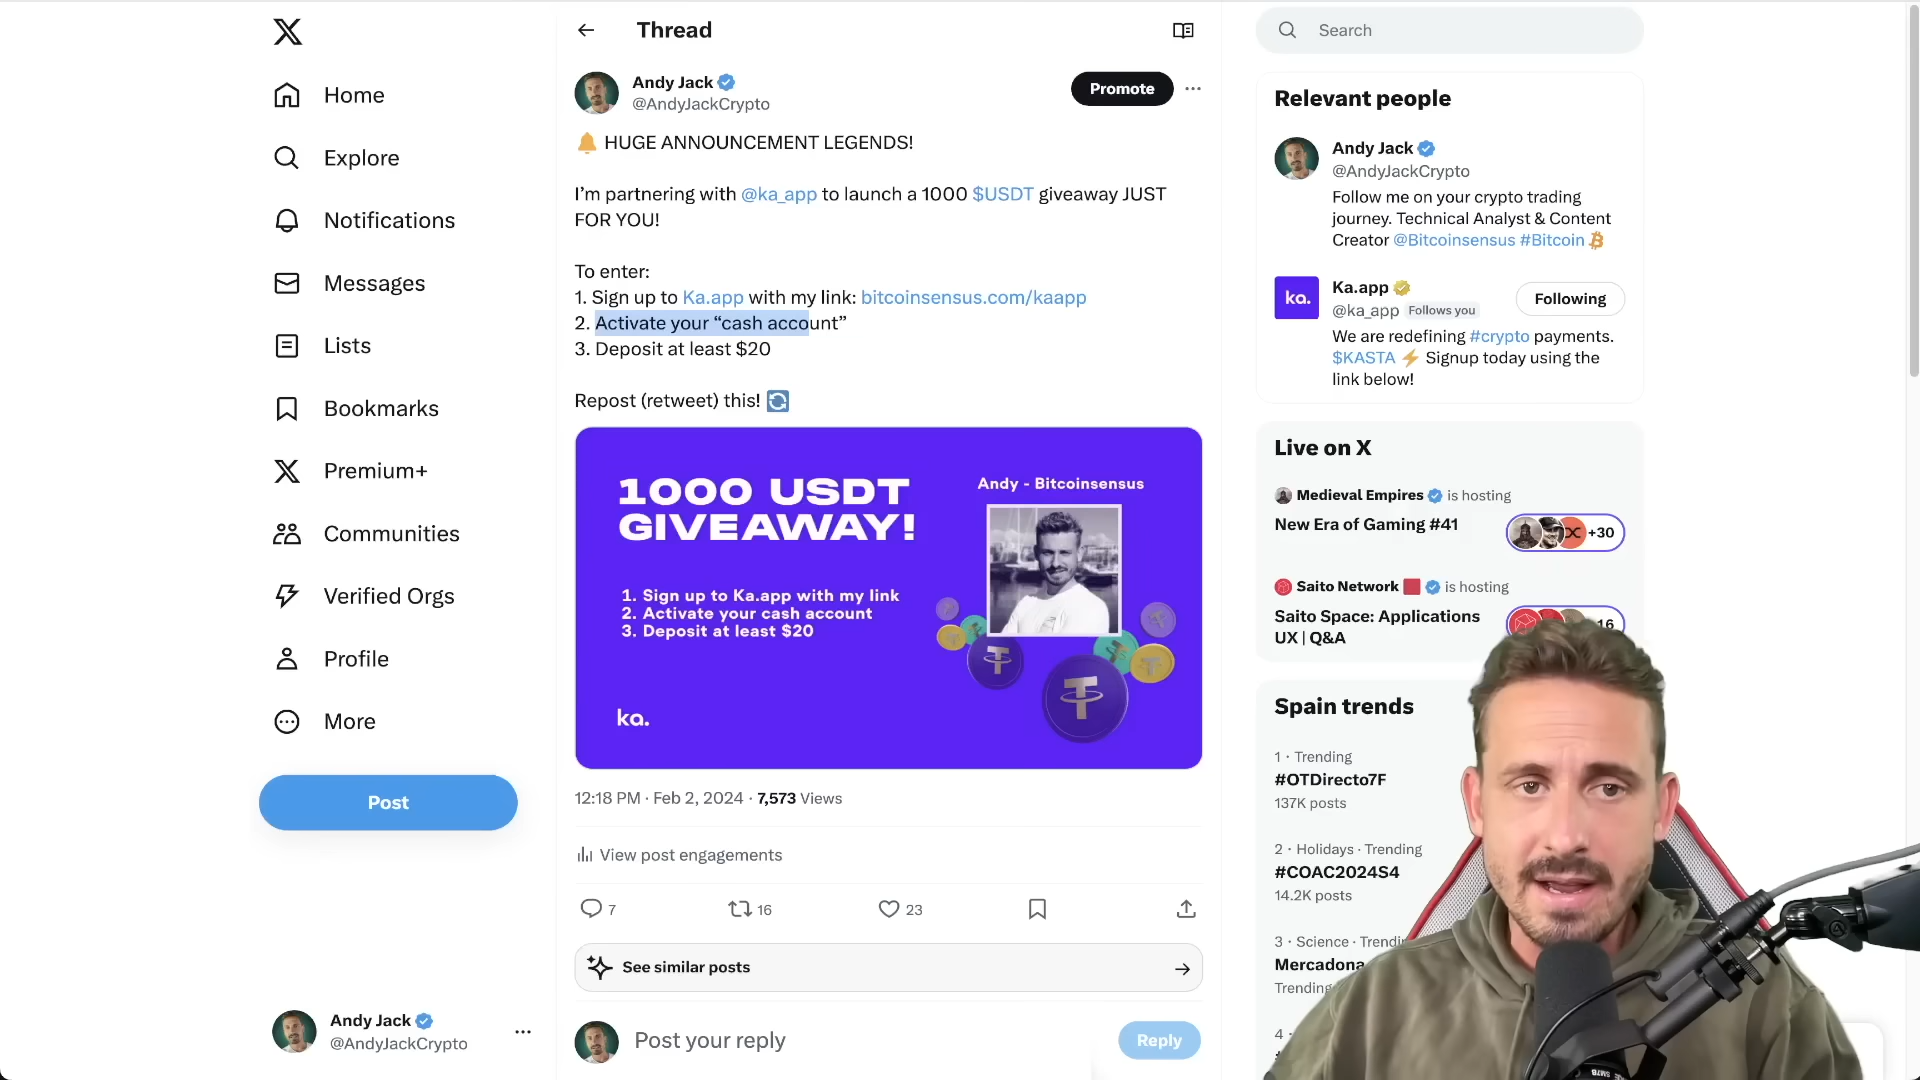 Home
Explore
Notifications
Messages
Lists
Bookmarks
Premium+
Communities
Verified Orgs
Profile
More
Post
Andy Jack
@AndyJackCrypto
Thread
Andy Jack
@AndyJackCrypto
Promote
HUGE ANNOUNCEMENT LEGENDS!
I’m partnering with @ka_app to launch a 1000 $USDT giveaway JUST
FOR YOU!
To enter:
1. Sign up to Ka.app with my link: bitcoinsensus.com/kaapp
2. Activate your “cash account”
3. Deposit at least $20
Repost (retweet) this!
1000 USDT
GIVEAWAY!
1. Sign up to Ka.app with my link
2. Activate your cash account
3. Deposit at least $20
ka.
Andy - Bitcoinsensus
12:18 PM · Feb 2, 2024 · 7,573 Views
View post engagements
7
16
23
See similar posts
Post your reply
Reply
Search
Relevant people
Andy Jack
@AndyJackCrypto
Follow me on your crypto trading
journey. Technical Analyst & Content
Creator @Bitcoinsensus #Bitcoin
ka.
Ka.app
@ka_app Follows you
Following
We are redefining #crypto payments.
$KASTA ⚡ Signup today using the
link below!
Live on X
Medieval Empires is hosting
New Era of Gaming #41
+30
Saito Network is hosting
Saito Space: Applications
UX | Q&A
16
Spain trends
1 · Trending
#OTDirecto7F
137K posts
2 · Holidays · Trending
#COAC2024S4
14.2K posts
3 · Science · Trending
Mercadona
Trending
4 ·
SM7B